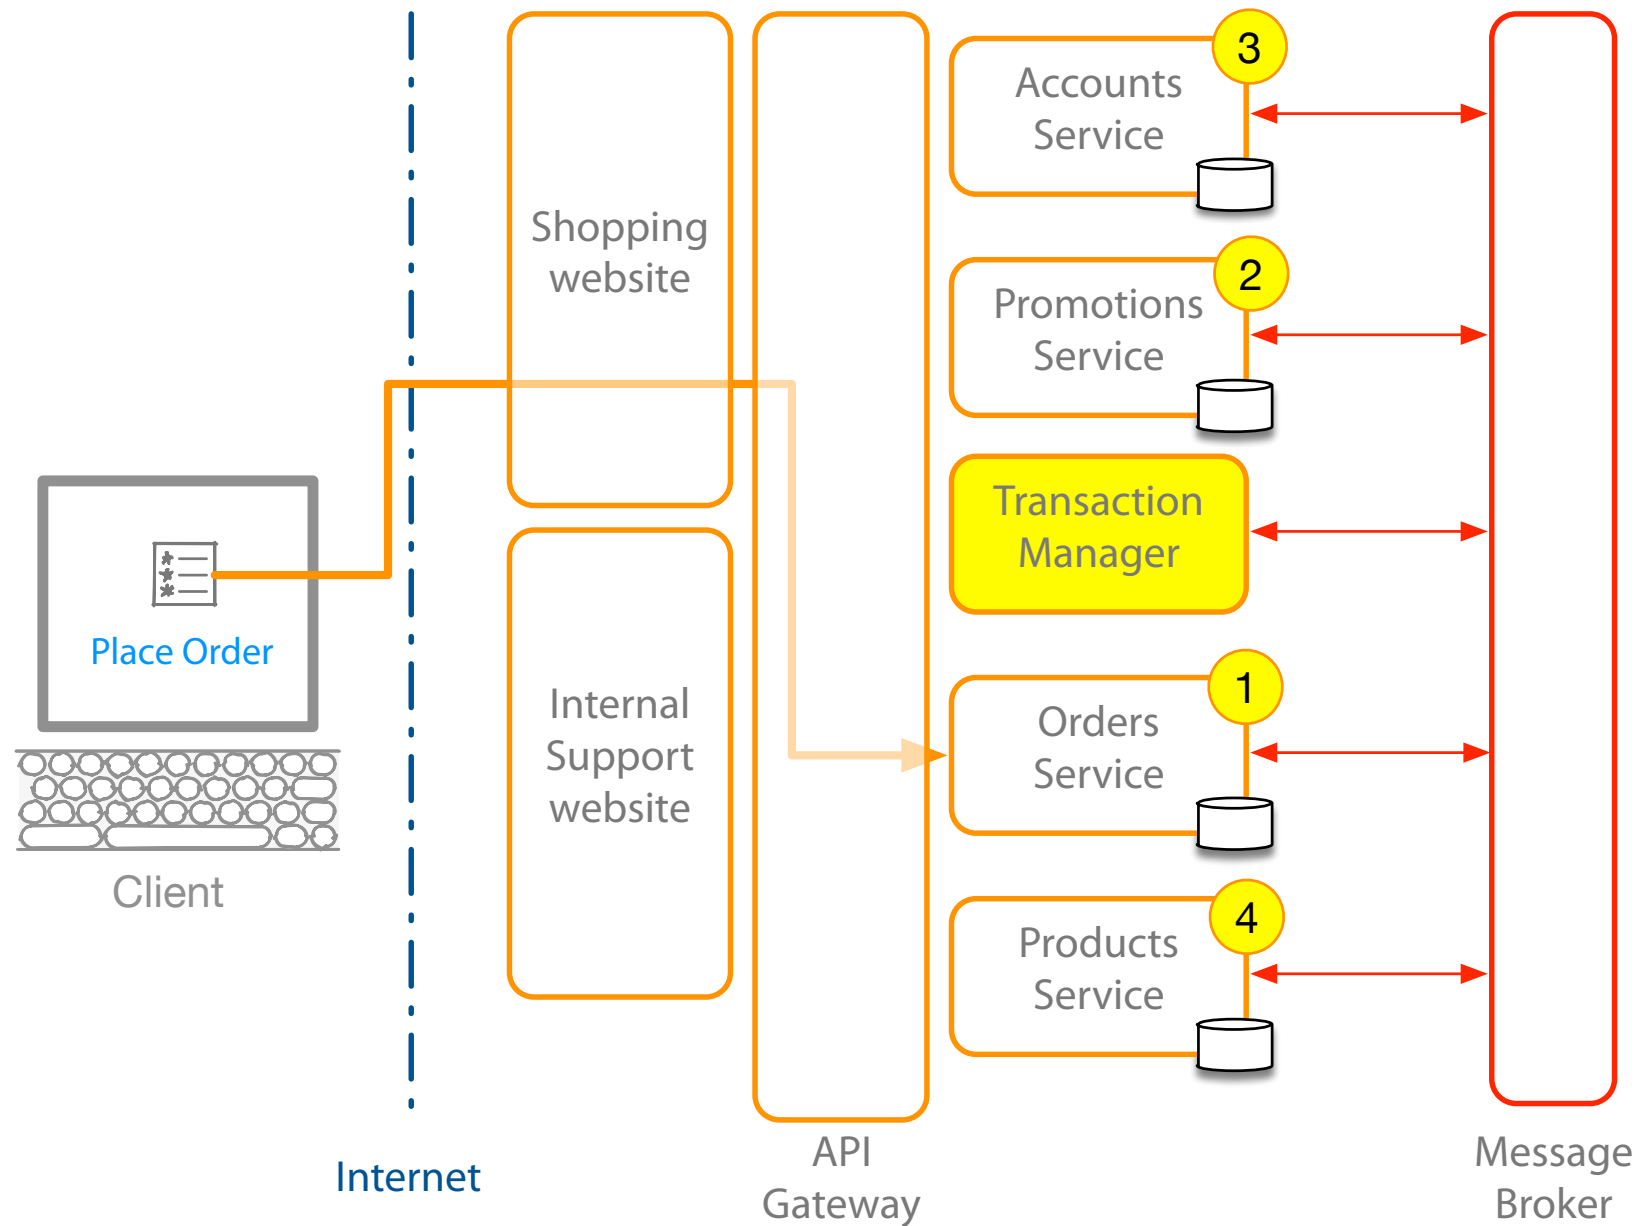 3
Accounts
Service
Shopping
website
2
Promotions
Service
Transaction
Manager
Place Order
1
Internal
Support
website
Orders
Service
Client
4
Products
Service
Internet
API
Gateway
Message
Broker